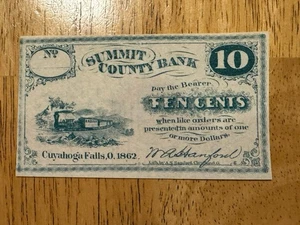 No
SUMMIT
COUNTY BANK
10
pay the Bearer
TEN CENTS
when like orders are
presented in amounts of one
or more Dollars.
Cuyahoga Falls, O. 1862.